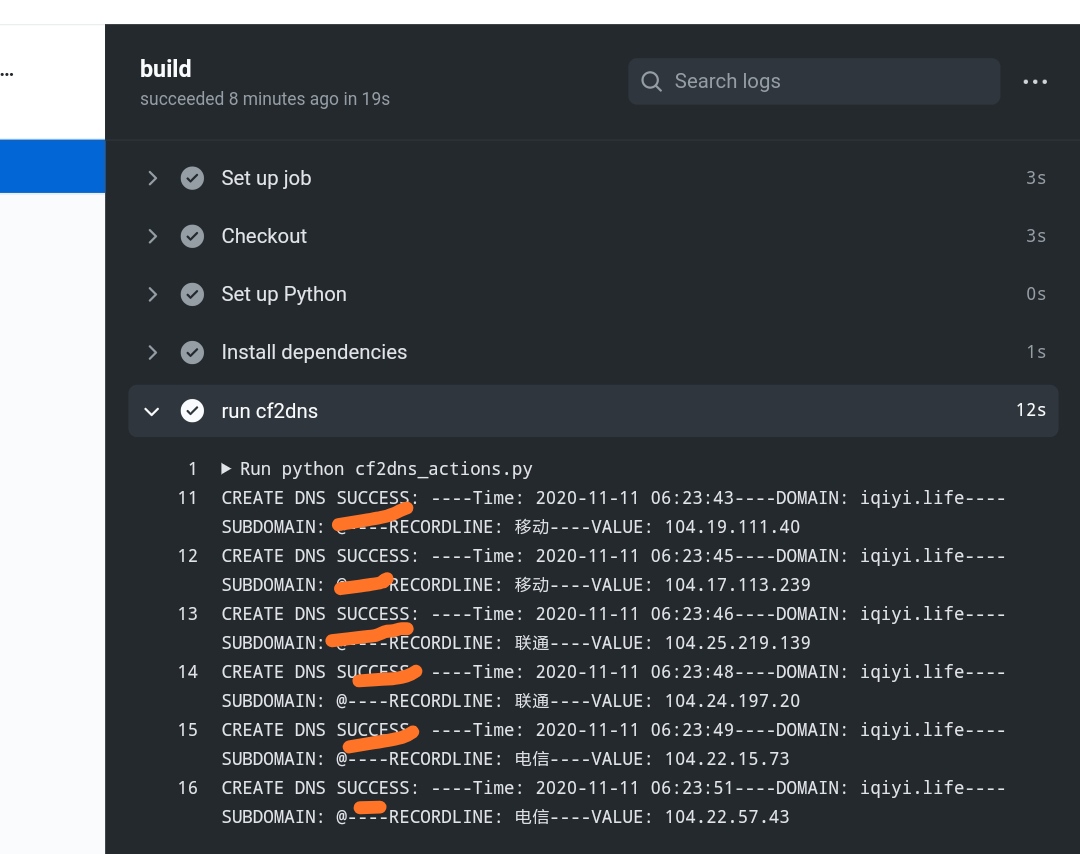 ...
build
succeeded 8 minutes ago in 19s
Search logs
Set up job 3s
Checkout 3s
Set up Python 0s
Install dependencies 1s
run cf2dns 12s
1 Run python cf2dns_actions.py
11 CREATE DNS SUCCESS: ----Time: 2020-11-11 06:23:43----DOMAIN: iqiyi.life----
SUBDOMAIN: @----RECORDLINE: 移动----VALUE: 104.19.111.40
12 CREATE DNS SUCCESS: ----Time: 2020-11-11 06:23:45----DOMAIN: iqiyi.life----
SUBDOMAIN: @----RECORDLINE: 移动----VALUE: 104.17.113.239
13 CREATE DNS SUCCESS: ----Time: 2020-11-11 06:23:46----DOMAIN: iqiyi.life----
SUBDOMAIN: @----RECORDLINE: 联通----VALUE: 104.25.219.139
14 CREATE DNS SUCCESS: ----Time: 2020-11-11 06:23:48----DOMAIN: iqiyi.life----
SUBDOMAIN: @----RECORDLINE: 联通----VALUE: 104.24.197.20
15 CREATE DNS SUCCESS: ----Time: 2020-11-11 06:23:49----DOMAIN: iqiyi.life----
SUBDOMAIN: @----RECORDLINE: 电信----VALUE: 104.22.15.73
16 CREATE DNS SUCCESS: ----Time: 2020-11-11 06:23:51----DOMAIN: iqiyi.life----
SUBDOMAIN: @----RECORDLINE: 电信----VALUE: 104.22.57.43